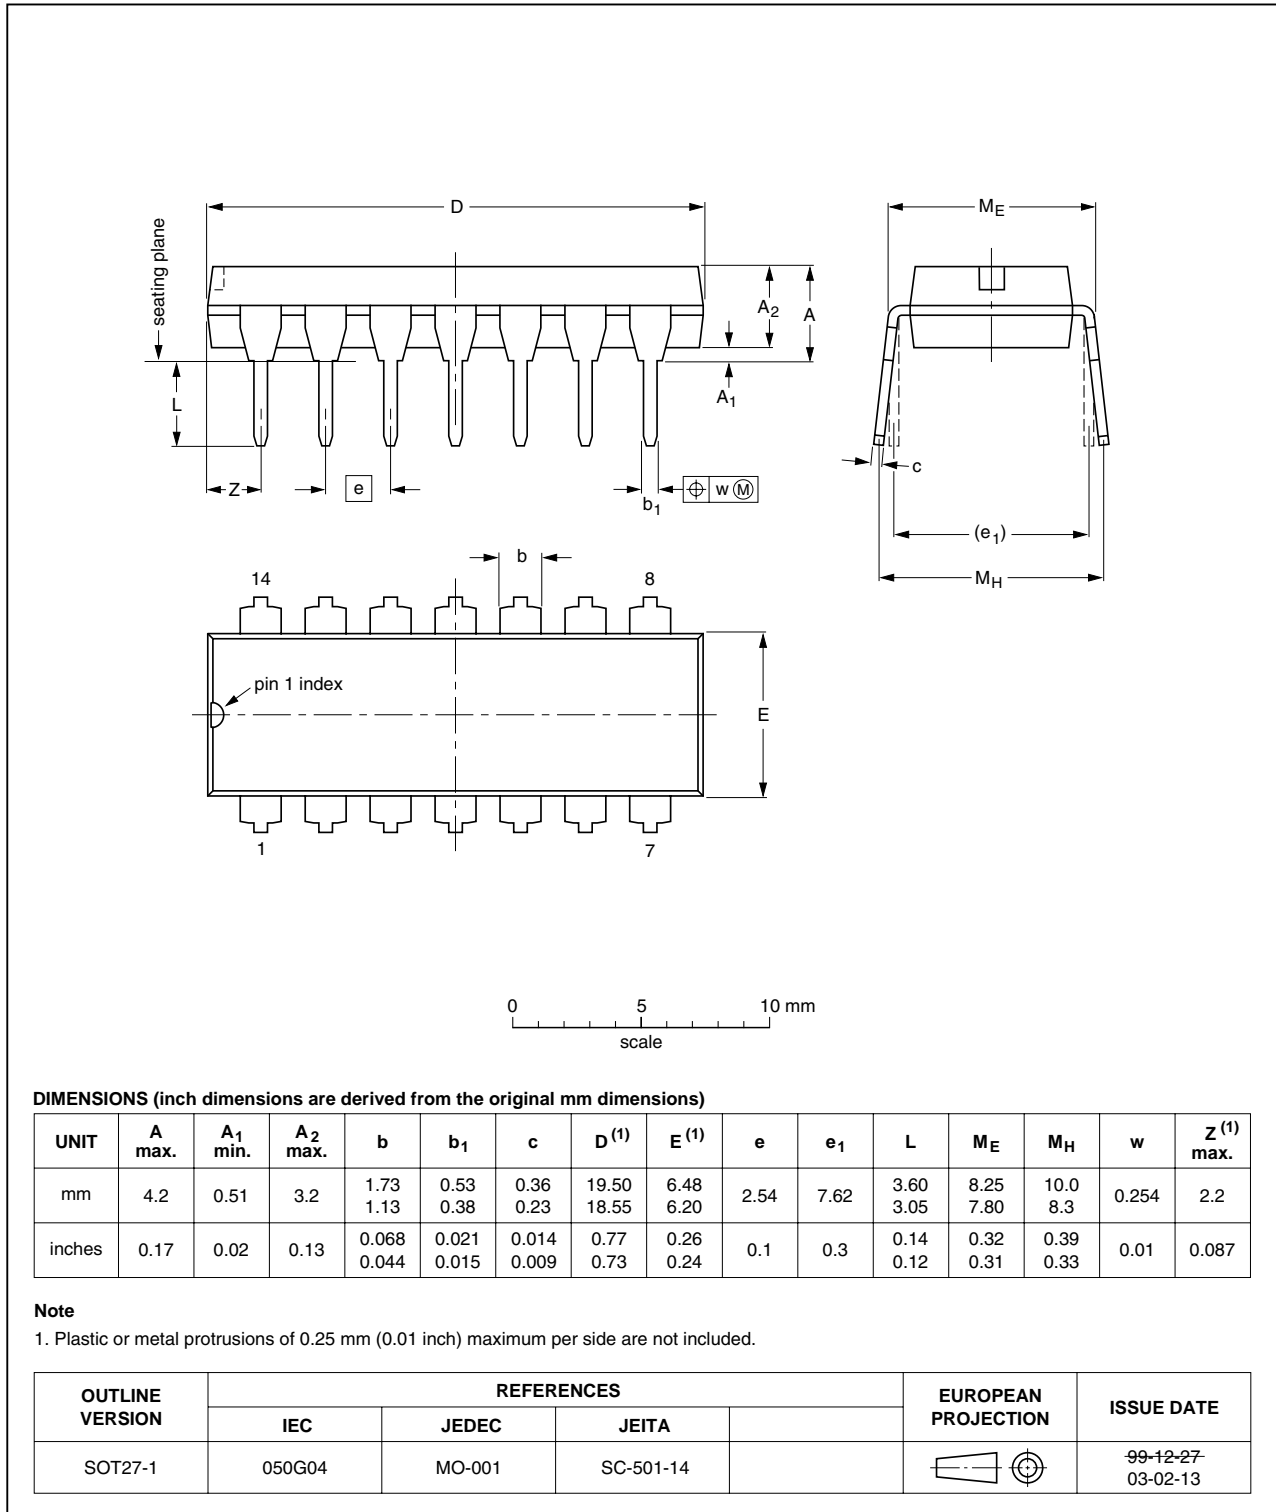 D
M_E
seating plane
A_2
A
L
A_1
c
Z
e
b_1
w M
(e_1)
b
M_H
14
8
pin 1 index
E
1
7
0 5 10 mm
scale
DIMENSIONS (inch dimensions are derived from the original mm dimensions)
UNIT A max. A_1 min. A_2 max. b b_1 c D^(1) E^(1) e e_1 L M_E M_H w Z^(1) max.
mm 4.2 0.51 3.2 1.73 1.13 0.53 0.38 0.36 0.23 19.50 18.55 6.48 6.20 2.54 7.62 3.60 3.05 8.25 7.80 10.0 8.3 0.254 2.2
inches 0.17 0.02 0.13 0.068 0.044 0.021 0.015 0.014 0.009 0.77 0.73 0.26 0.24 0.1 0.3 0.14 0.12 0.32 0.31 0.39 0.33 0.01 0.087
Note
1. Plastic or metal protrusions of 0.25 mm (0.01 inch) maximum per side are not included.
OUTLINE VERSION REFERENCES EUROPEAN PROJECTION ISSUE DATE
IEC JEDEC JEITA
SOT27-1 050G04 MO-001 SC-501-14 99-12-27
03-02-13